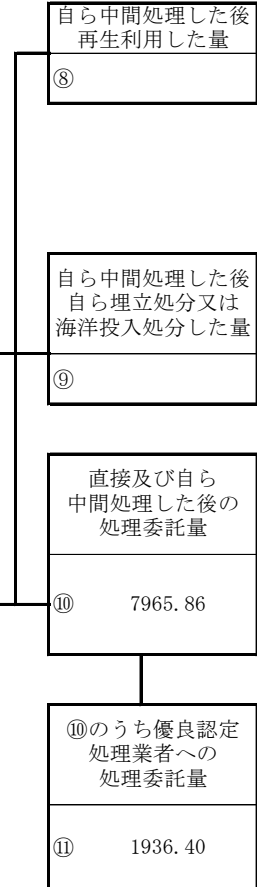 自ら中間処理した後
再生利用した量
⑧
自ら中間処理した後
自ら埋立処分又は
海洋投入処分した量
⑨
直接及び自ら
中間処理した後の
処理委託量
⑩ 7965.86
⑩のうち優良認定
処理業者への
処理委託量
⑪ 1936.40